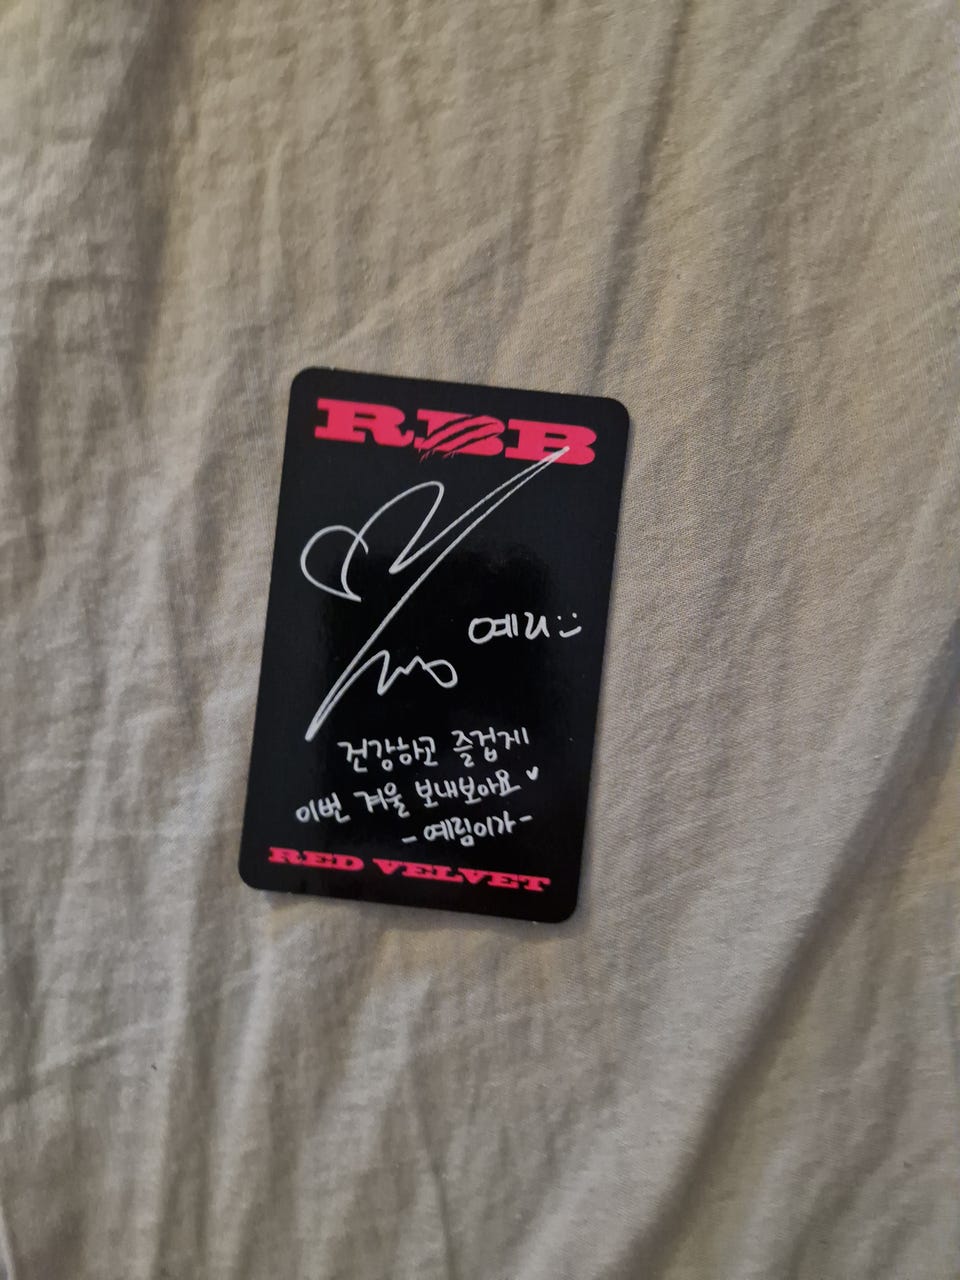 RBB
예리:)
건강하고 즐겁게
이번 겨울 보내보아요♥
-예림이가-
RED VELVET